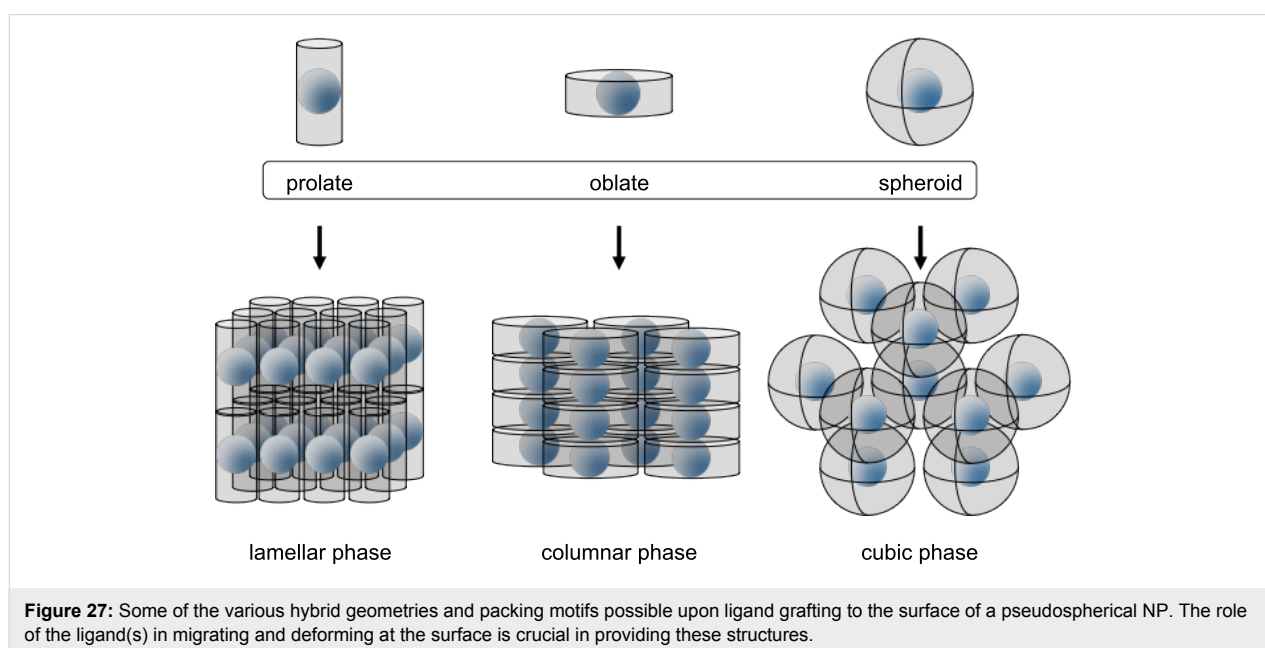 prolate oblate spheroid
lamellar phase columnar phase cubic phase
Figure 27: Some of the various hybrid geometries and packing motifs possible upon ligand grafting to the surface of a pseudospherical NP. The role
of the ligand(s) in migrating and deforming at the surface is crucial in providing these structures.